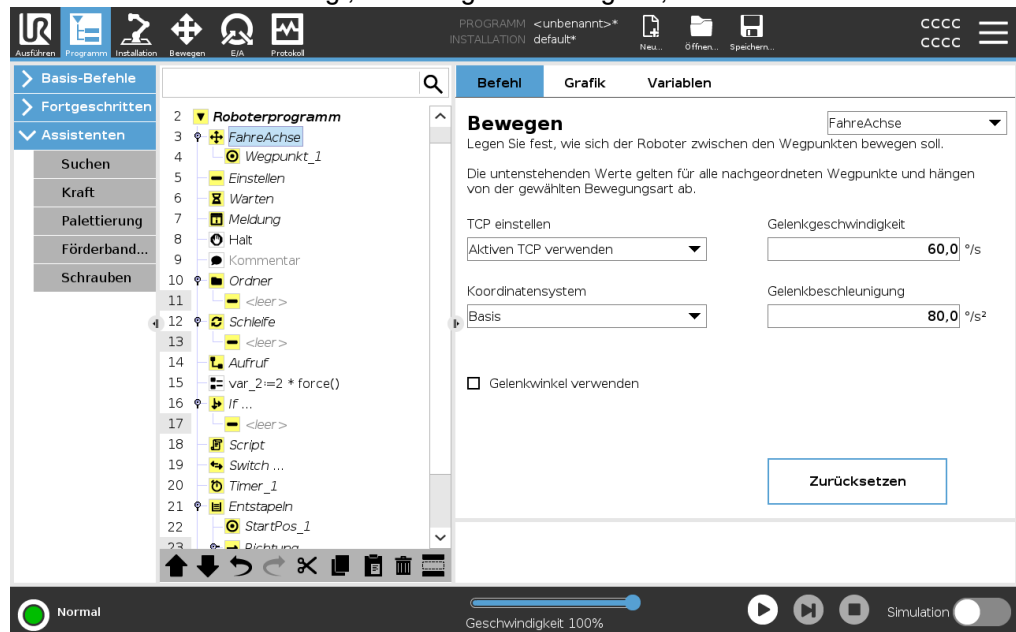 UR
Ausführen
Programm
Installation
Bewegen
E/A
Protokoll
PROGRAMM <unbenannt>*
INSTALLATION default*
Neu...
Öffnen...
Speichern...
cccc
cccc
Basis-Befehle
Fortgeschritten
Assistenten
Suchen
Kraft
Palettierung
Förderband...
Schrauben
2 Roboterprogramm
3 FahreAchse
4 Wegpunkt_1
5 Einstellen
6 Warten
7 Meldung
8 Halt
9 Kommentar
10 Ordner
11 <leer>
12 Schleife
13 <leer>
14 Aufruf
15 var_2:=2 * force()
16 If ...
17 <leer>
18 Script
19 Switch ...
20 Timer_1
21 Entstapeln
22 StartPos_1
23 Richtung
Befehl Grafik Variablen
Bewegen
FahreAchse
Legen Sie fest, wie sich der Roboter zwischen den Wegpunkten bewegen soll.
Die untenstehenden Werte gelten für alle nachgeordneten Wegpunkte und hängen
von der gewählten Bewegungsart ab.
TCP einstellen
Gelenkgeschwindigkeit
Aktiven TCP verwenden
60,0 °/s
Koordinatensystem
Gelenkbeschleunigung
Basis
80,0 °/s²
Gelenkwinkel verwenden
Zurücksetzen
Normal
Geschwindigkeit 100%
Simulation